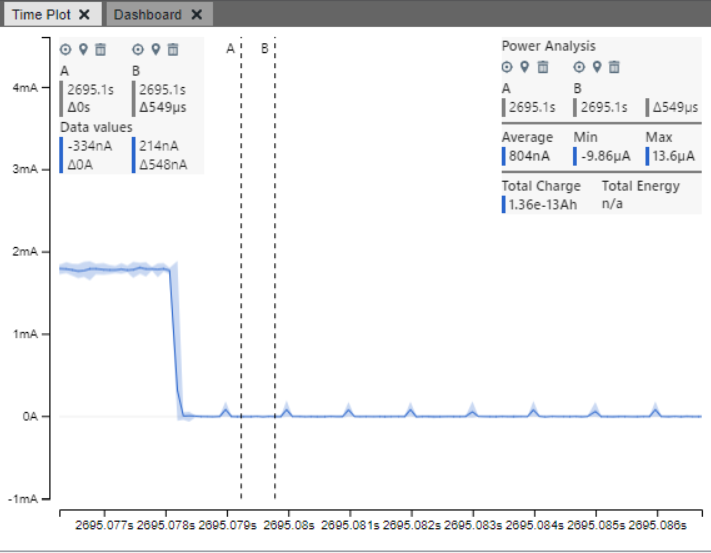 Time Plot
Dashboard
A
B
2695.1s
2695.1s
Δ0s
Δ549µs
Data values
-334nA
214nA
Δ0A
Δ548nA
A
B
Power Analysis
A
B
2695.1s
2695.1s
Δ549µs
Average
Min
Max
804nA
-9.86µA
13.6µA
Total Charge
Total Energy
1.36e-13Ah
n/a
4mA
3mA
2mA
1mA
0A
-1mA
2695.077s
2695.078s
2695.079s
2695.08s
2695.081s
2695.082s
2695.083s
2695.084s
2695.085s
2695.086s